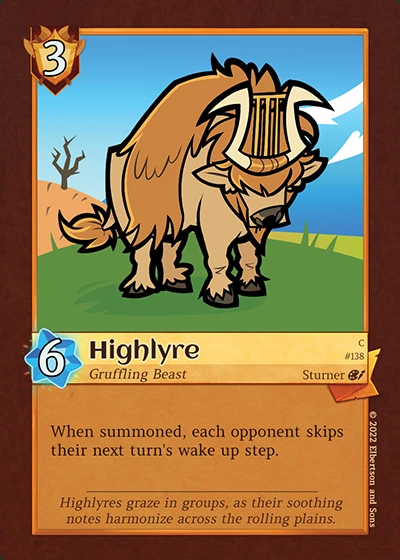 3
6
Highlyre
C
#138
Gruffling Beast
Sturner
When summoned, each opponent skips
their next turn's wake up step.
Highlyres graze in groups, as their soothing
notes harmonize across the rolling plains.
© 2022 Elbertson and Sons